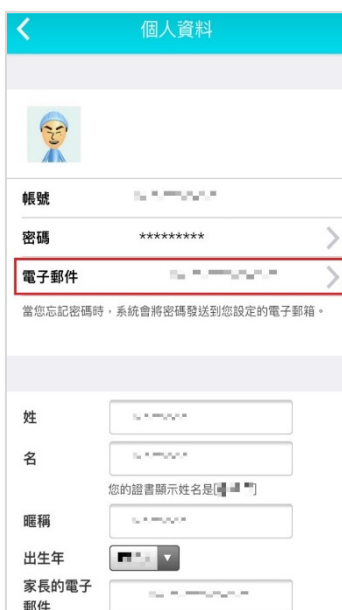 個人資料
帳號
密碼 *********
電子郵件
當您忘記密碼時，系統會將密碼發送到您設定的電子郵箱。
姓
名
您的證書顯示姓名是[
]
暱稱
出生年
家長的電子
郵件